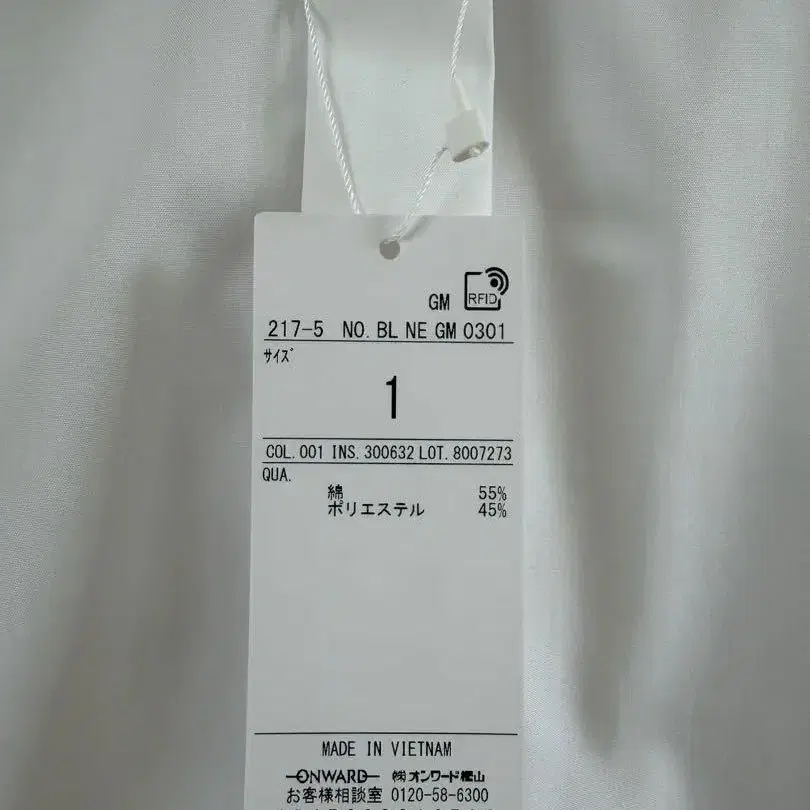 GM RFID
217-5 NO. BL NE GM 0301
サイズ
1
COL. 001 INS. 300632 LOT. 8007273
QUA.
綿 55%
ポリエステル 45%
MADE IN VIETNAM
ONWARD ㈱オンワード樫山
お客様相談室 0120-58-6300